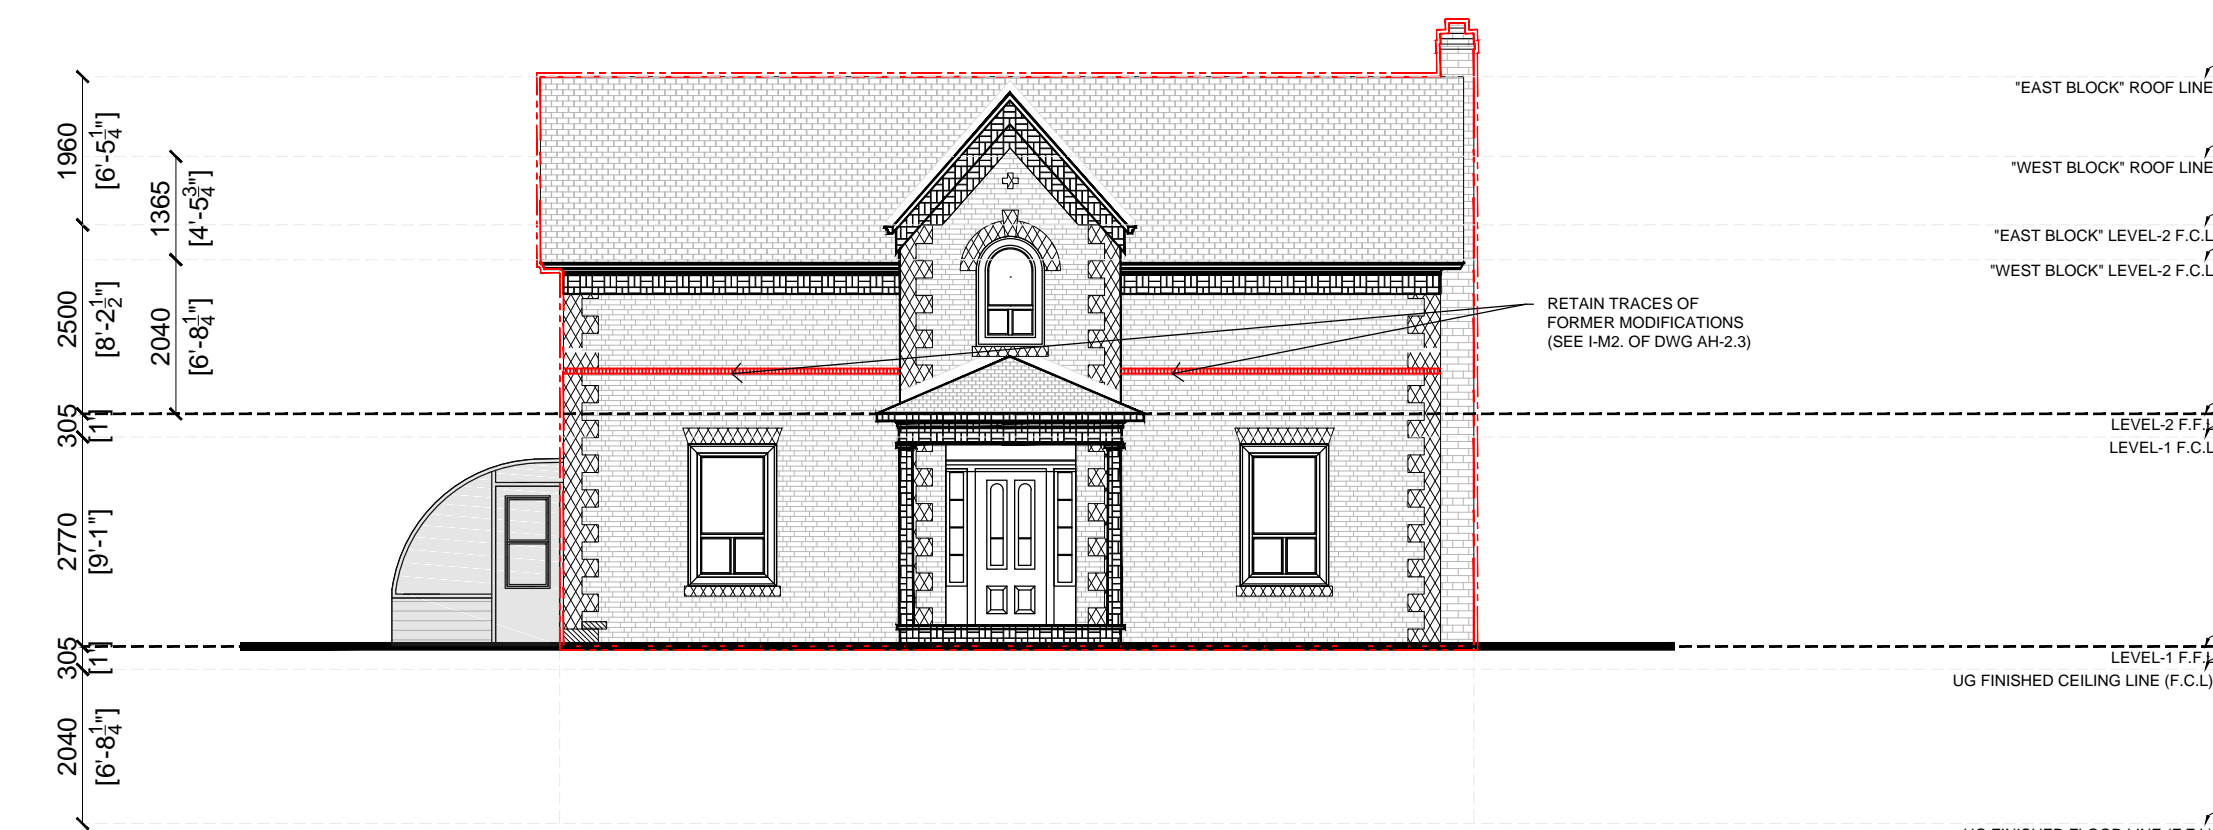 "EAST BLOCK" ROOF LINE
"WEST BLOCK" ROOF LINE
"EAST BLOCK" LEVEL-2 F.C.L
"WEST BLOCK" LEVEL-2 F.C.L
RETAIN TRACES OF
FORMER MODIFICATIONS
(SEE I-M2. OF DWG AH-2.3)
LEVEL-2 F.F.L
LEVEL-1 F.C.L
LEVEL-1 F.F.L
UG FINISHED CEILING LINE (F.C.L)
1960
[6'-5 1/4"]
1365
[4'-5 3/4"]
2500
[8'-2 1/2"]
2040
[6'-8 1/4"]
305
[1']
2770
[9'-1"]
305
[1']
2040
[6'-8 1/4"]